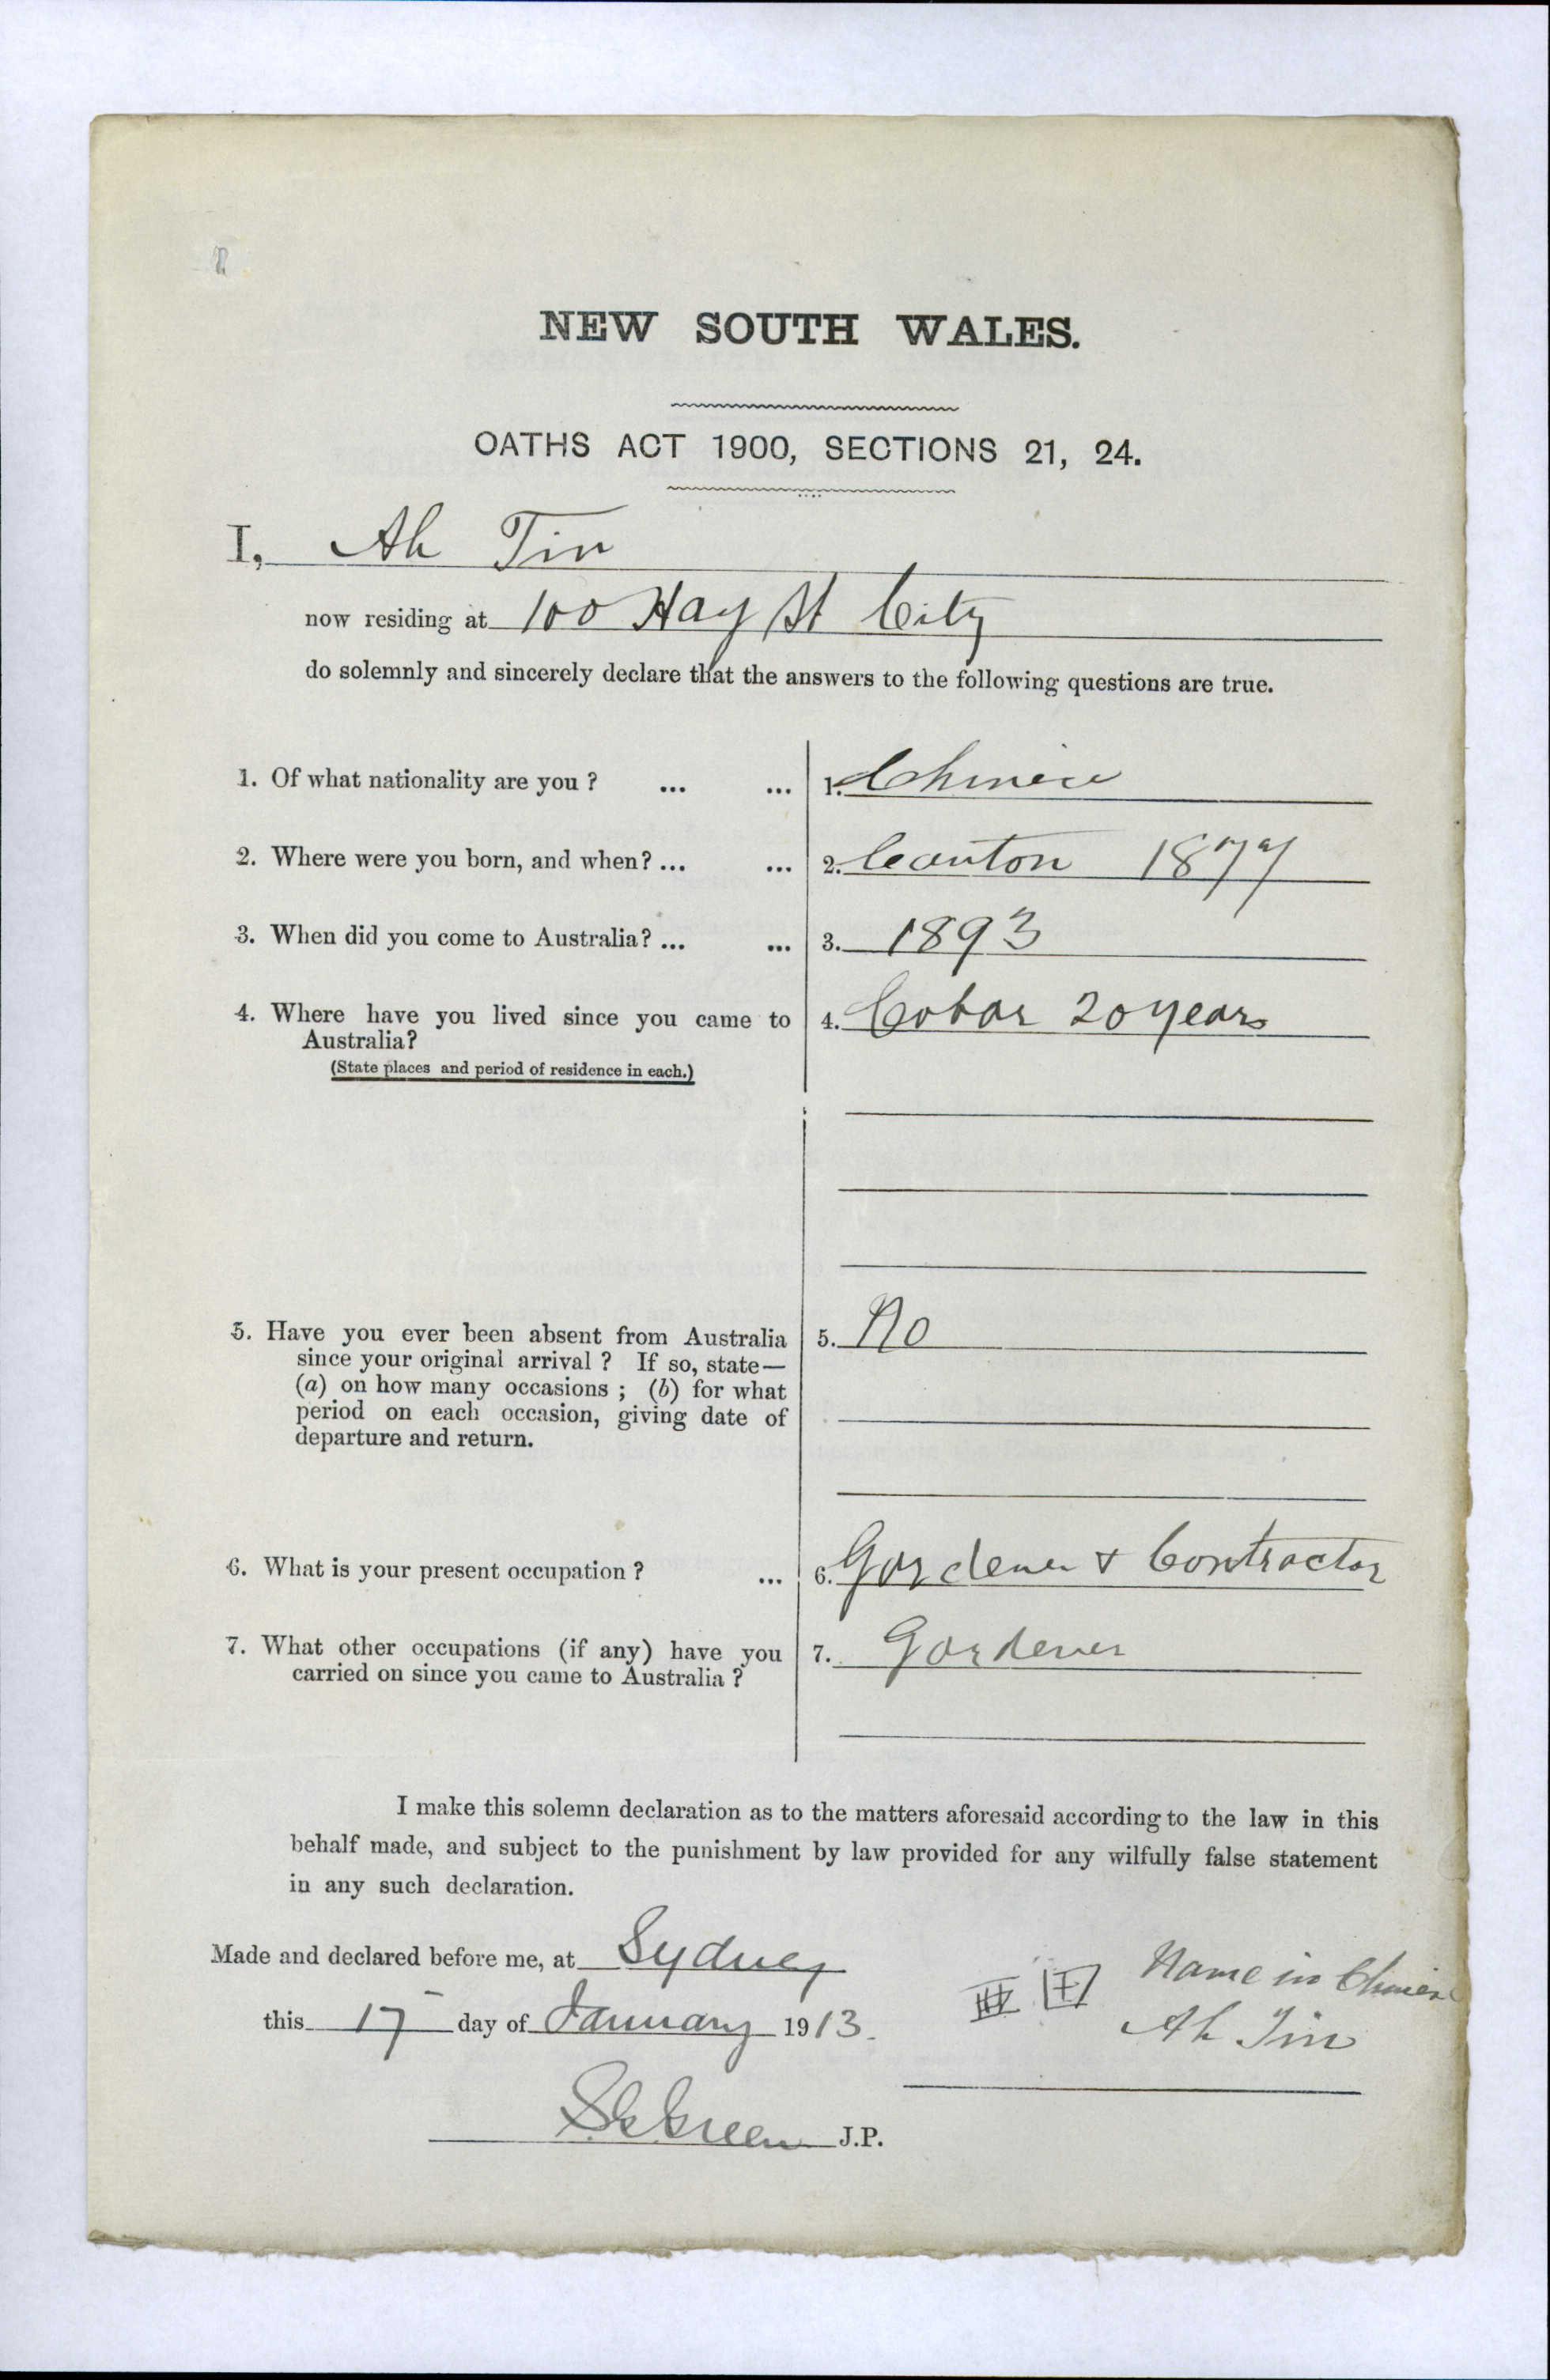 NEW SOUTH WALES.
OATHS ACT 1900, SECTIONS 21, 24.
I, Ah Tin
now residing at 100 Hay St City
do solemnly and sincerely declare that the answers to the following questions are true.
1. Of what nationality are you ? ... ... 1. Chinese
2. Where were you born, and when? ... ... 2. Canton 1877
3. When did you come to Australia? ... ... 3. 1893
4. Where have you lived since you came to 4. Cobar 20 years
Australia?
(State places and period of residence in each.)
5. Have you ever been absent from Australia 5. No
since your original arrival ? If so, state—
(a) on how many occasions ; (b) for what
period on each occasion, giving date of
departure and return.
6. What is your present occupation ? ... 6. Gardener & Contractor
7. What other occupations (if any) have you 7. Gardener
carried on since you came to Australia ?
I make this solemn declaration as to the matters aforesaid according to the law in this
behalf made, and subject to the punishment by law provided for any wilfully false statement
in any such declaration.
Made and declared before me, at Sydney
Name in Chinese
this 17 day of January 1913.
亜田 Ah Tin
Green J.P.